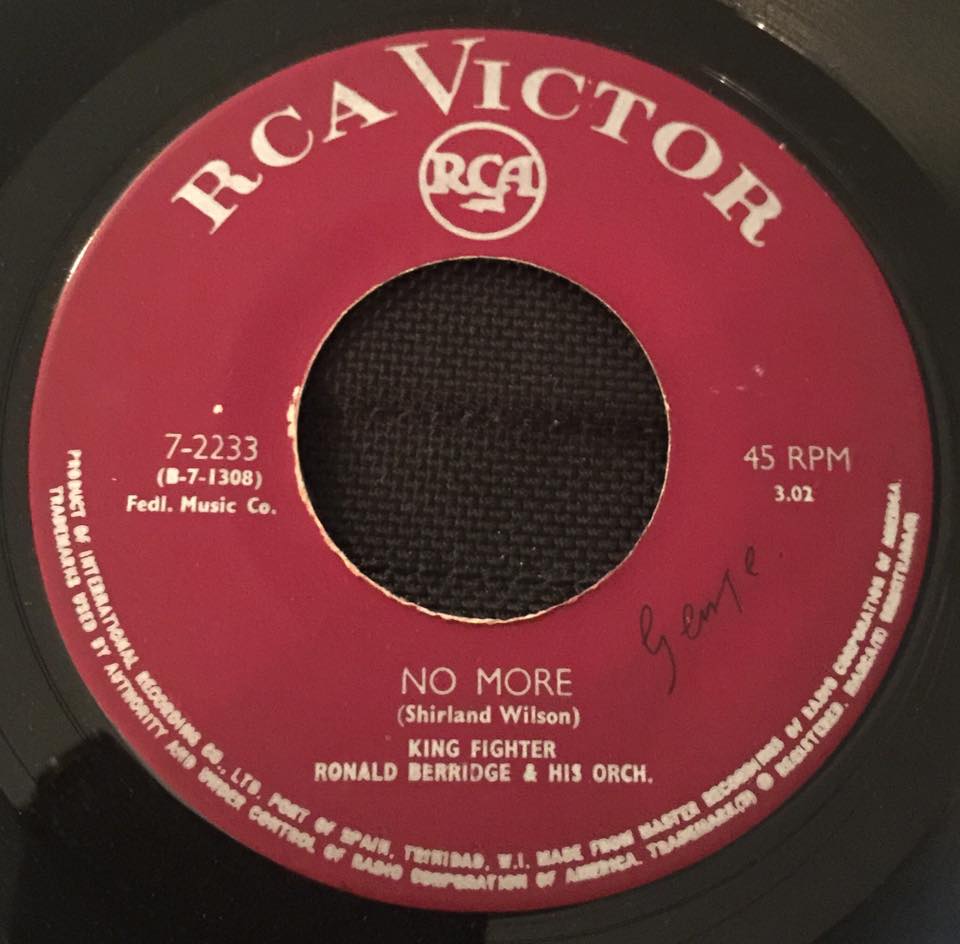 RCA VICTOR
RCA
7-2233
(B-7-1308)
Fedl. Music Co.
45 RPM
3.02
NO MORE
(Shirland Wilson)
KING FIGHTER
RONALD BERRIDGE & HIS ORCH.
PRODUCT OF INTERNATIONAL RECORDING CO., LTD. PORT OF SPAIN, TRINIDAD, W.I. MADE FROM MASTER RECORDINGS OF RADIO CORPORATION OF AMERICA.
TRADEMARKS USED BY AUTHORITY AND UNDER CONTROL OF RADIO CORPORATION OF AMERICA. TRADEMARK(S) ® REGISTERED. MARCA(S) REGISTRADA(S)